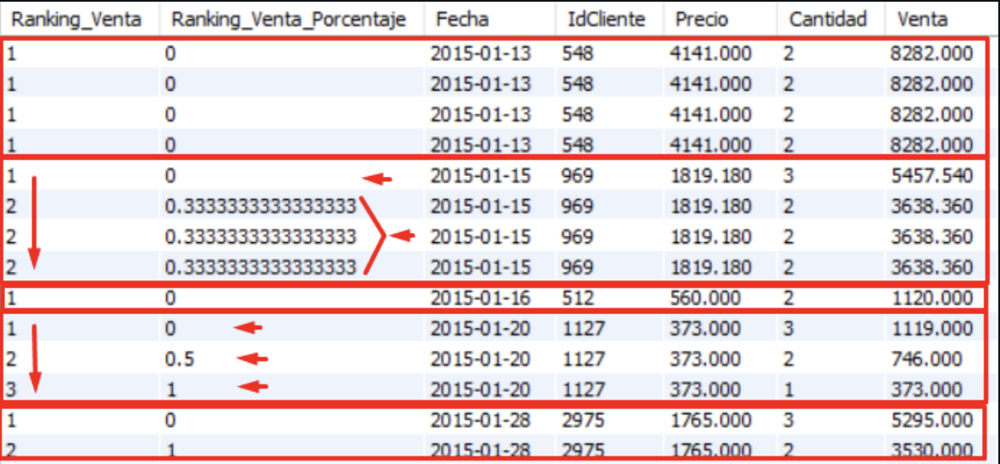 Ranking_Venta Ranking_Venta_Porcentaje Fecha IdCliente Precio Cantidad Venta
1 0 2015-01-13 548 4141.000 2 8282.000
1 0 2015-01-13 548 4141.000 2 8282.000
1 0 2015-01-13 548 4141.000 2 8282.000
1 0 2015-01-13 548 4141.000 2 8282.000
1 0 2015-01-15 969 1819.180 3 5457.540
2 0.3333333333333333 2015-01-15 969 1819.180 2 3638.360
2 0.3333333333333333 2015-01-15 969 1819.180 2 3638.360
2 0.3333333333333333 2015-01-15 969 1819.180 2 3638.360
1 0 2015-01-16 512 560.000 2 1120.000
1 0 2015-01-20 1127 373.000 3 1119.000
2 0.5 2015-01-20 1127 373.000 2 746.000
3 1 2015-01-20 1127 373.000 1 373.000
1 0 2015-01-28 2975 1765.000 3 5295.000
2 1 2015-01-28 2975 1765.000 2 3530.000